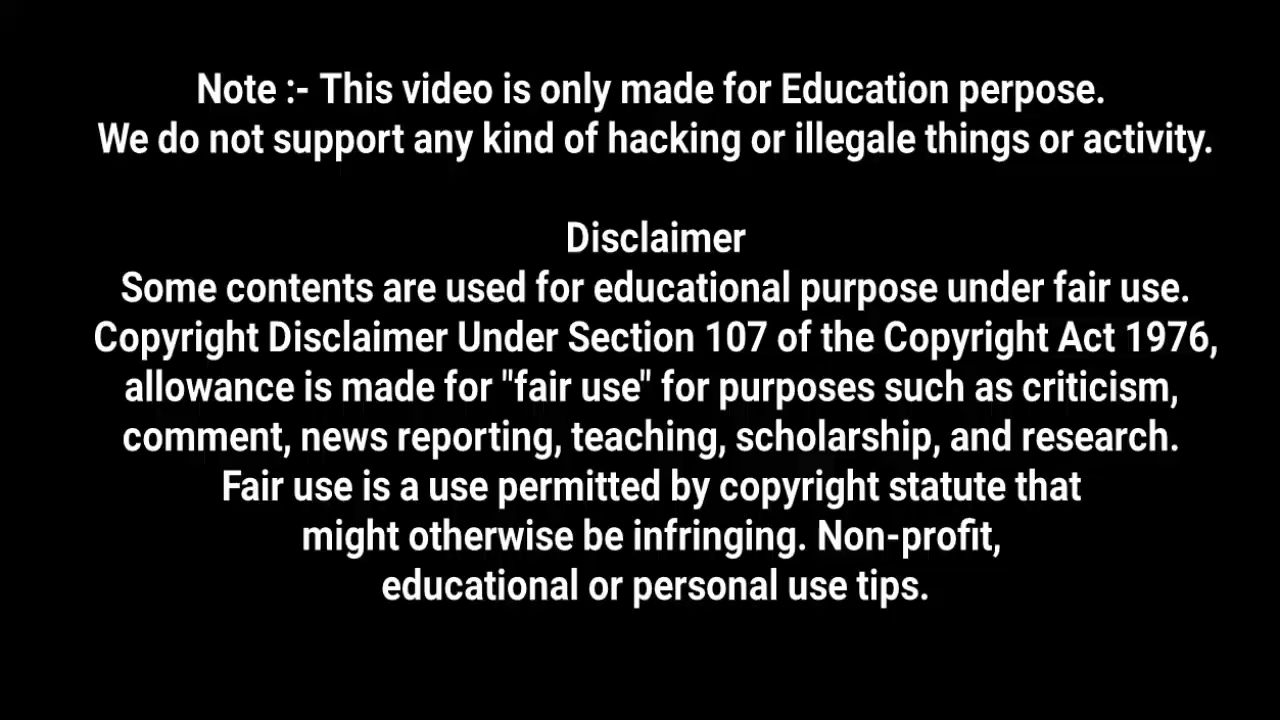 Note :- This video is only made for Education perpose.
We do not support any kind of hacking or illegale things or activity.
Disclaimer
Some contents are used for educational purpose under fair use.
Copyright Disclaimer Under Section 107 of the Copyright Act 1976,
allowance is made for "fair use" for purposes such as criticism,
comment, news reporting, teaching, scholarship, and research.
Fair use is a use permitted by copyright statute that
might otherwise be infringing. Non-profit,
educational or personal use tips.